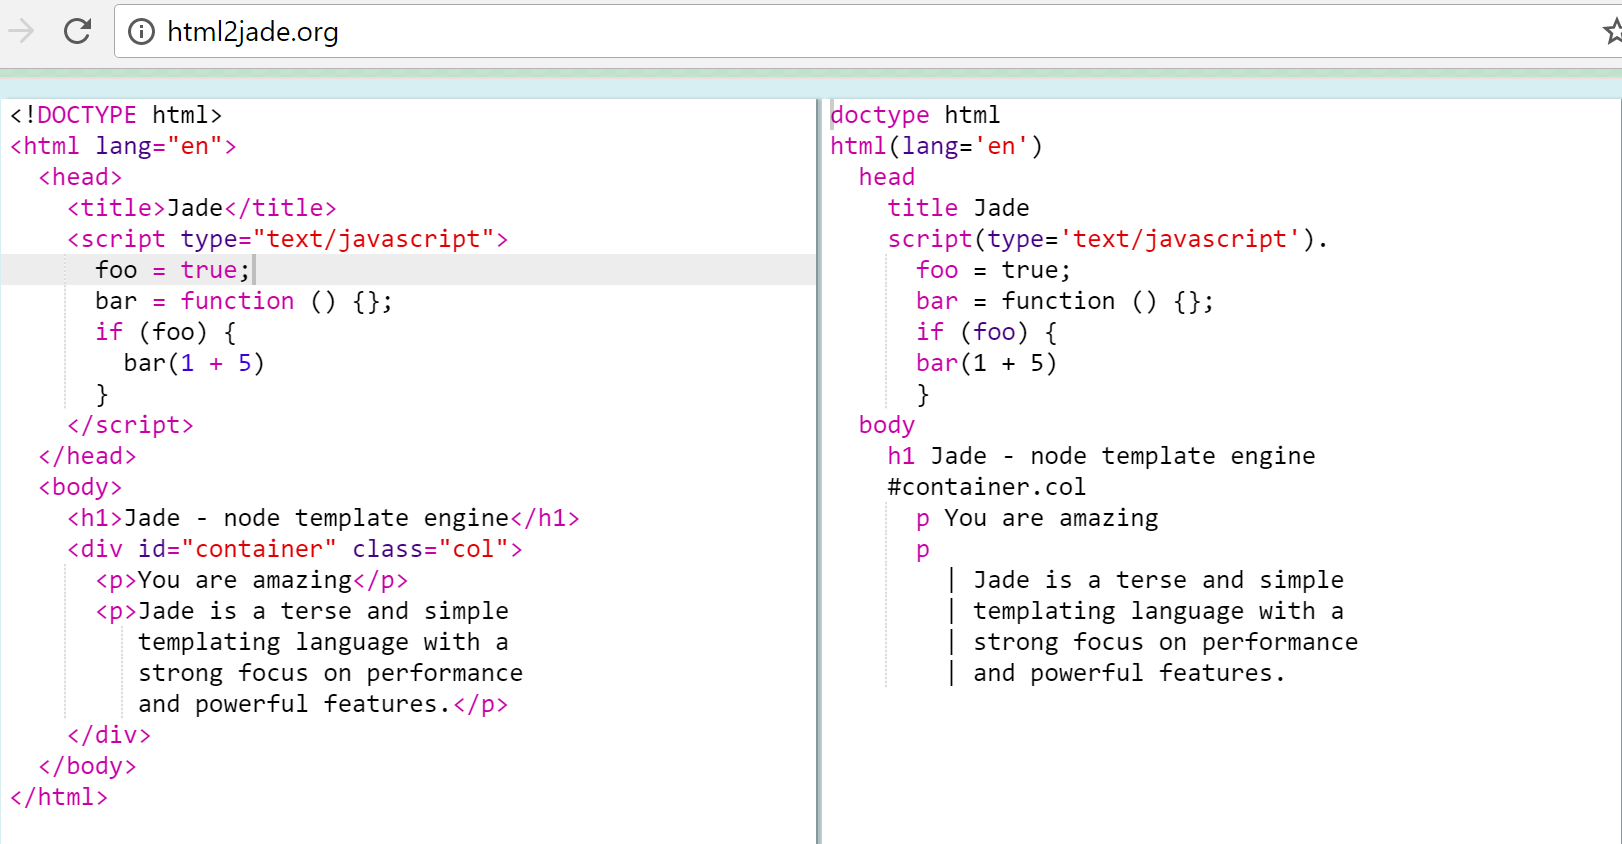 html2jade.org
<!DOCTYPE html>
<html lang="en">
  <head>
    <title>Jade</title>
    <script type="text/javascript">
      foo = true;
      bar = function () {};
      if (foo) {
        bar(1 + 5)
      }
    </script>
  </head>
  <body>
    <h1>Jade - node template engine</h1>
    <div id="container" class="col">
      <p>You are amazing</p>
      <p>Jade is a terse and simple
         templating language with a
         strong focus on performance
         and powerful features.</p>
    </div>
  </body>
</html>
doctype html
html(lang='en')
  head
    title Jade
    script(type='text/javascript').
      foo = true;
      bar = function () {};
      if (foo) {
      bar(1 + 5)
      }
  body
    h1 Jade - node template engine
    #container.col
      p You are amazing
      p
        | Jade is a terse and simple
        | templating language with a
        | strong focus on performance
        | and powerful features.